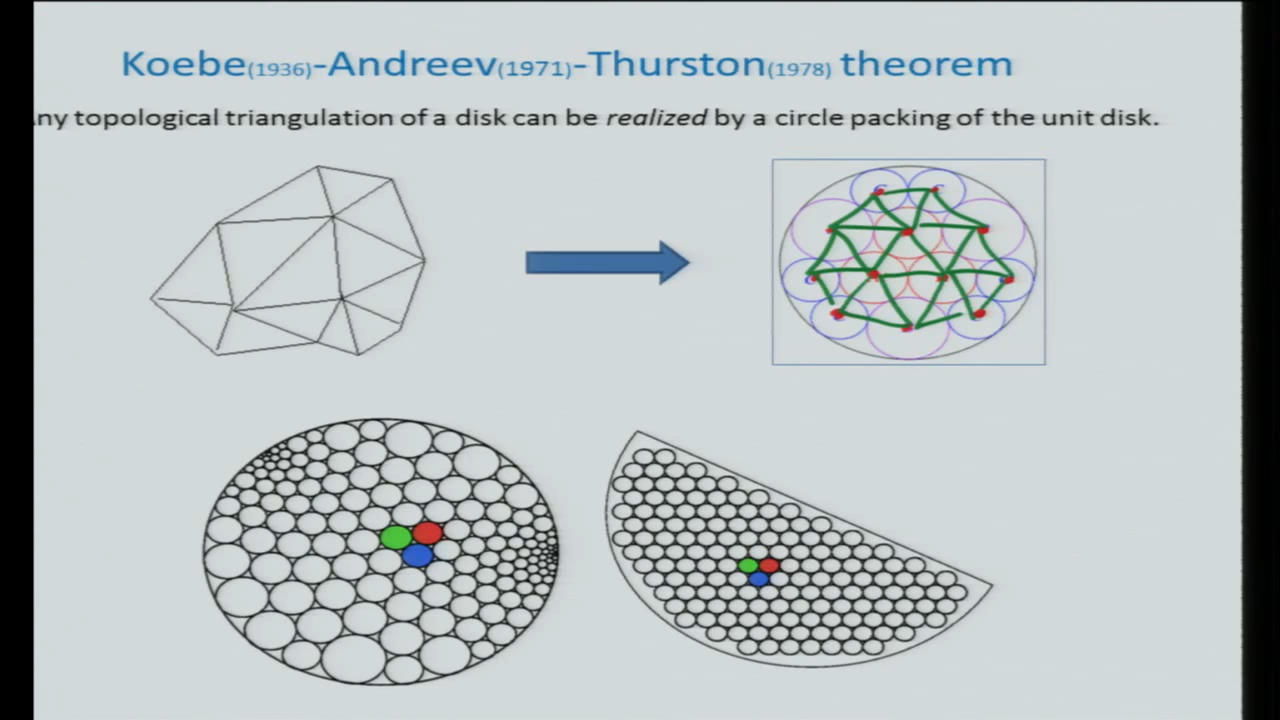 Koebe(1936)-Andreev(1971)-Thurston(1978) theorem
ny topological triangulation of a disk can be realized by a circle packing of the unit disk.